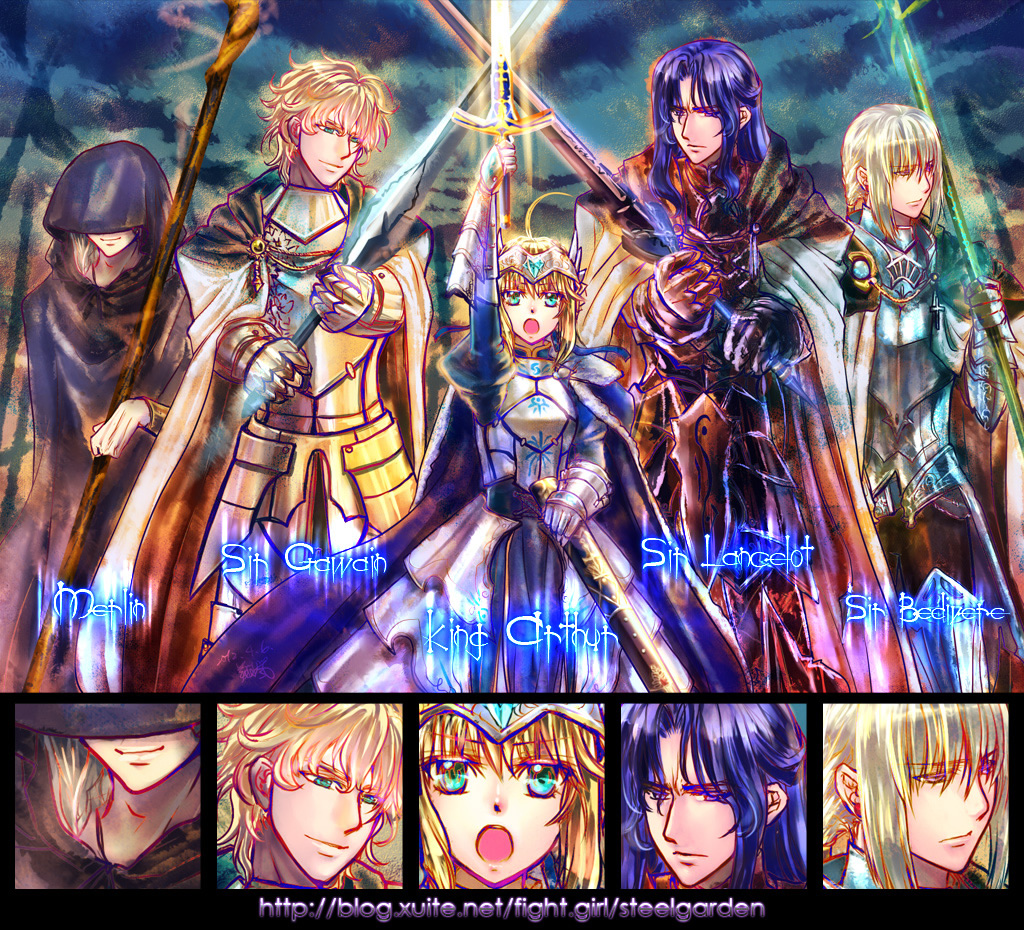 Sir Gawain
Sir Lancelot
Merlin
King Arthur
Sir Bedivere
http://blog.xuite.net/fight.girl/steelgarden